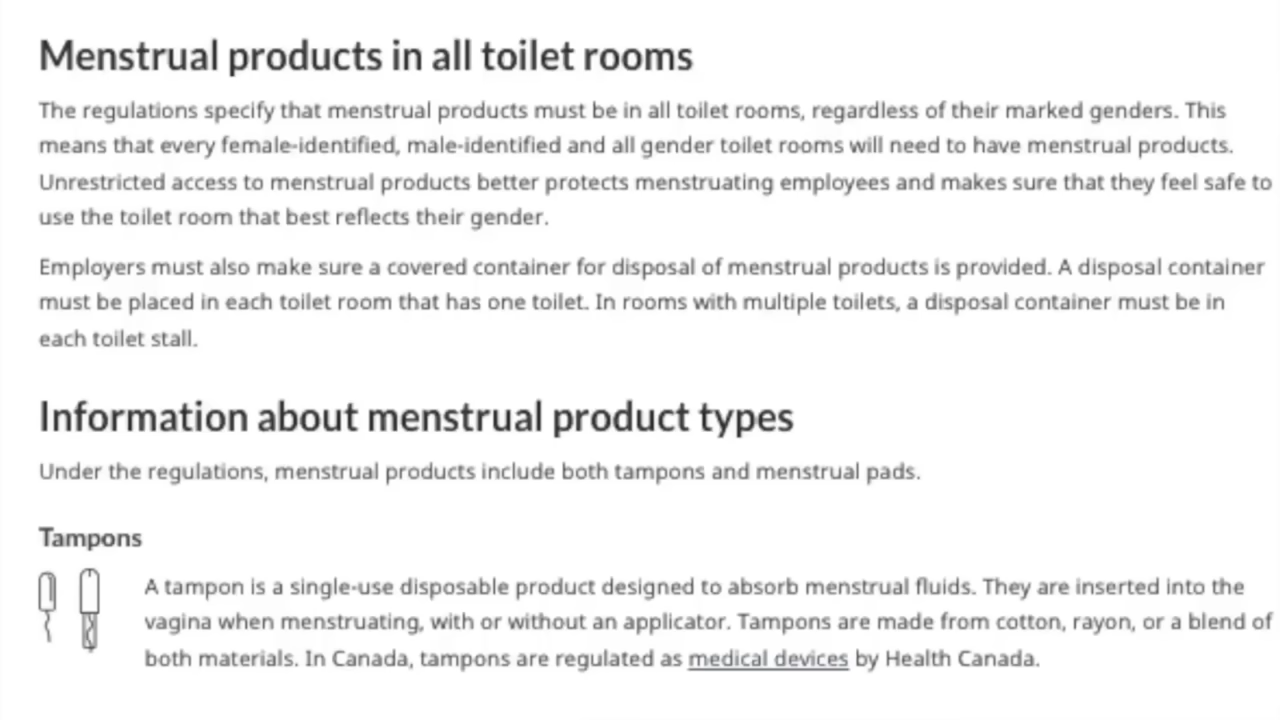 Menstrual products in all toilet rooms
The regulations specify that menstrual products must be in all toilet rooms, regardless of their marked genders. This
means that every female-identified, male-identified and all gender toilet rooms will need to have menstrual products.
Unrestricted access to menstrual products better protects menstruating employees and makes sure that they feel safe to
use the toilet room that best reflects their gender.
Employers must also make sure a covered container for disposal of menstrual products is provided. A disposal container
must be placed in each toilet room that has one toilet. In rooms with multiple toilets, a disposal container must be in
each toilet stall.
Information about menstrual product types
Under the regulations, menstrual products include both tampons and menstrual pads.
Tampons
A tampon is a single-use disposable product designed to absorb menstrual fluids. They are inserted into the
vagina when menstruating, with or without an applicator. Tampons are made from cotton, rayon, or a blend of
both materials. In Canada, tampons are regulated as medical devices by Health Canada.